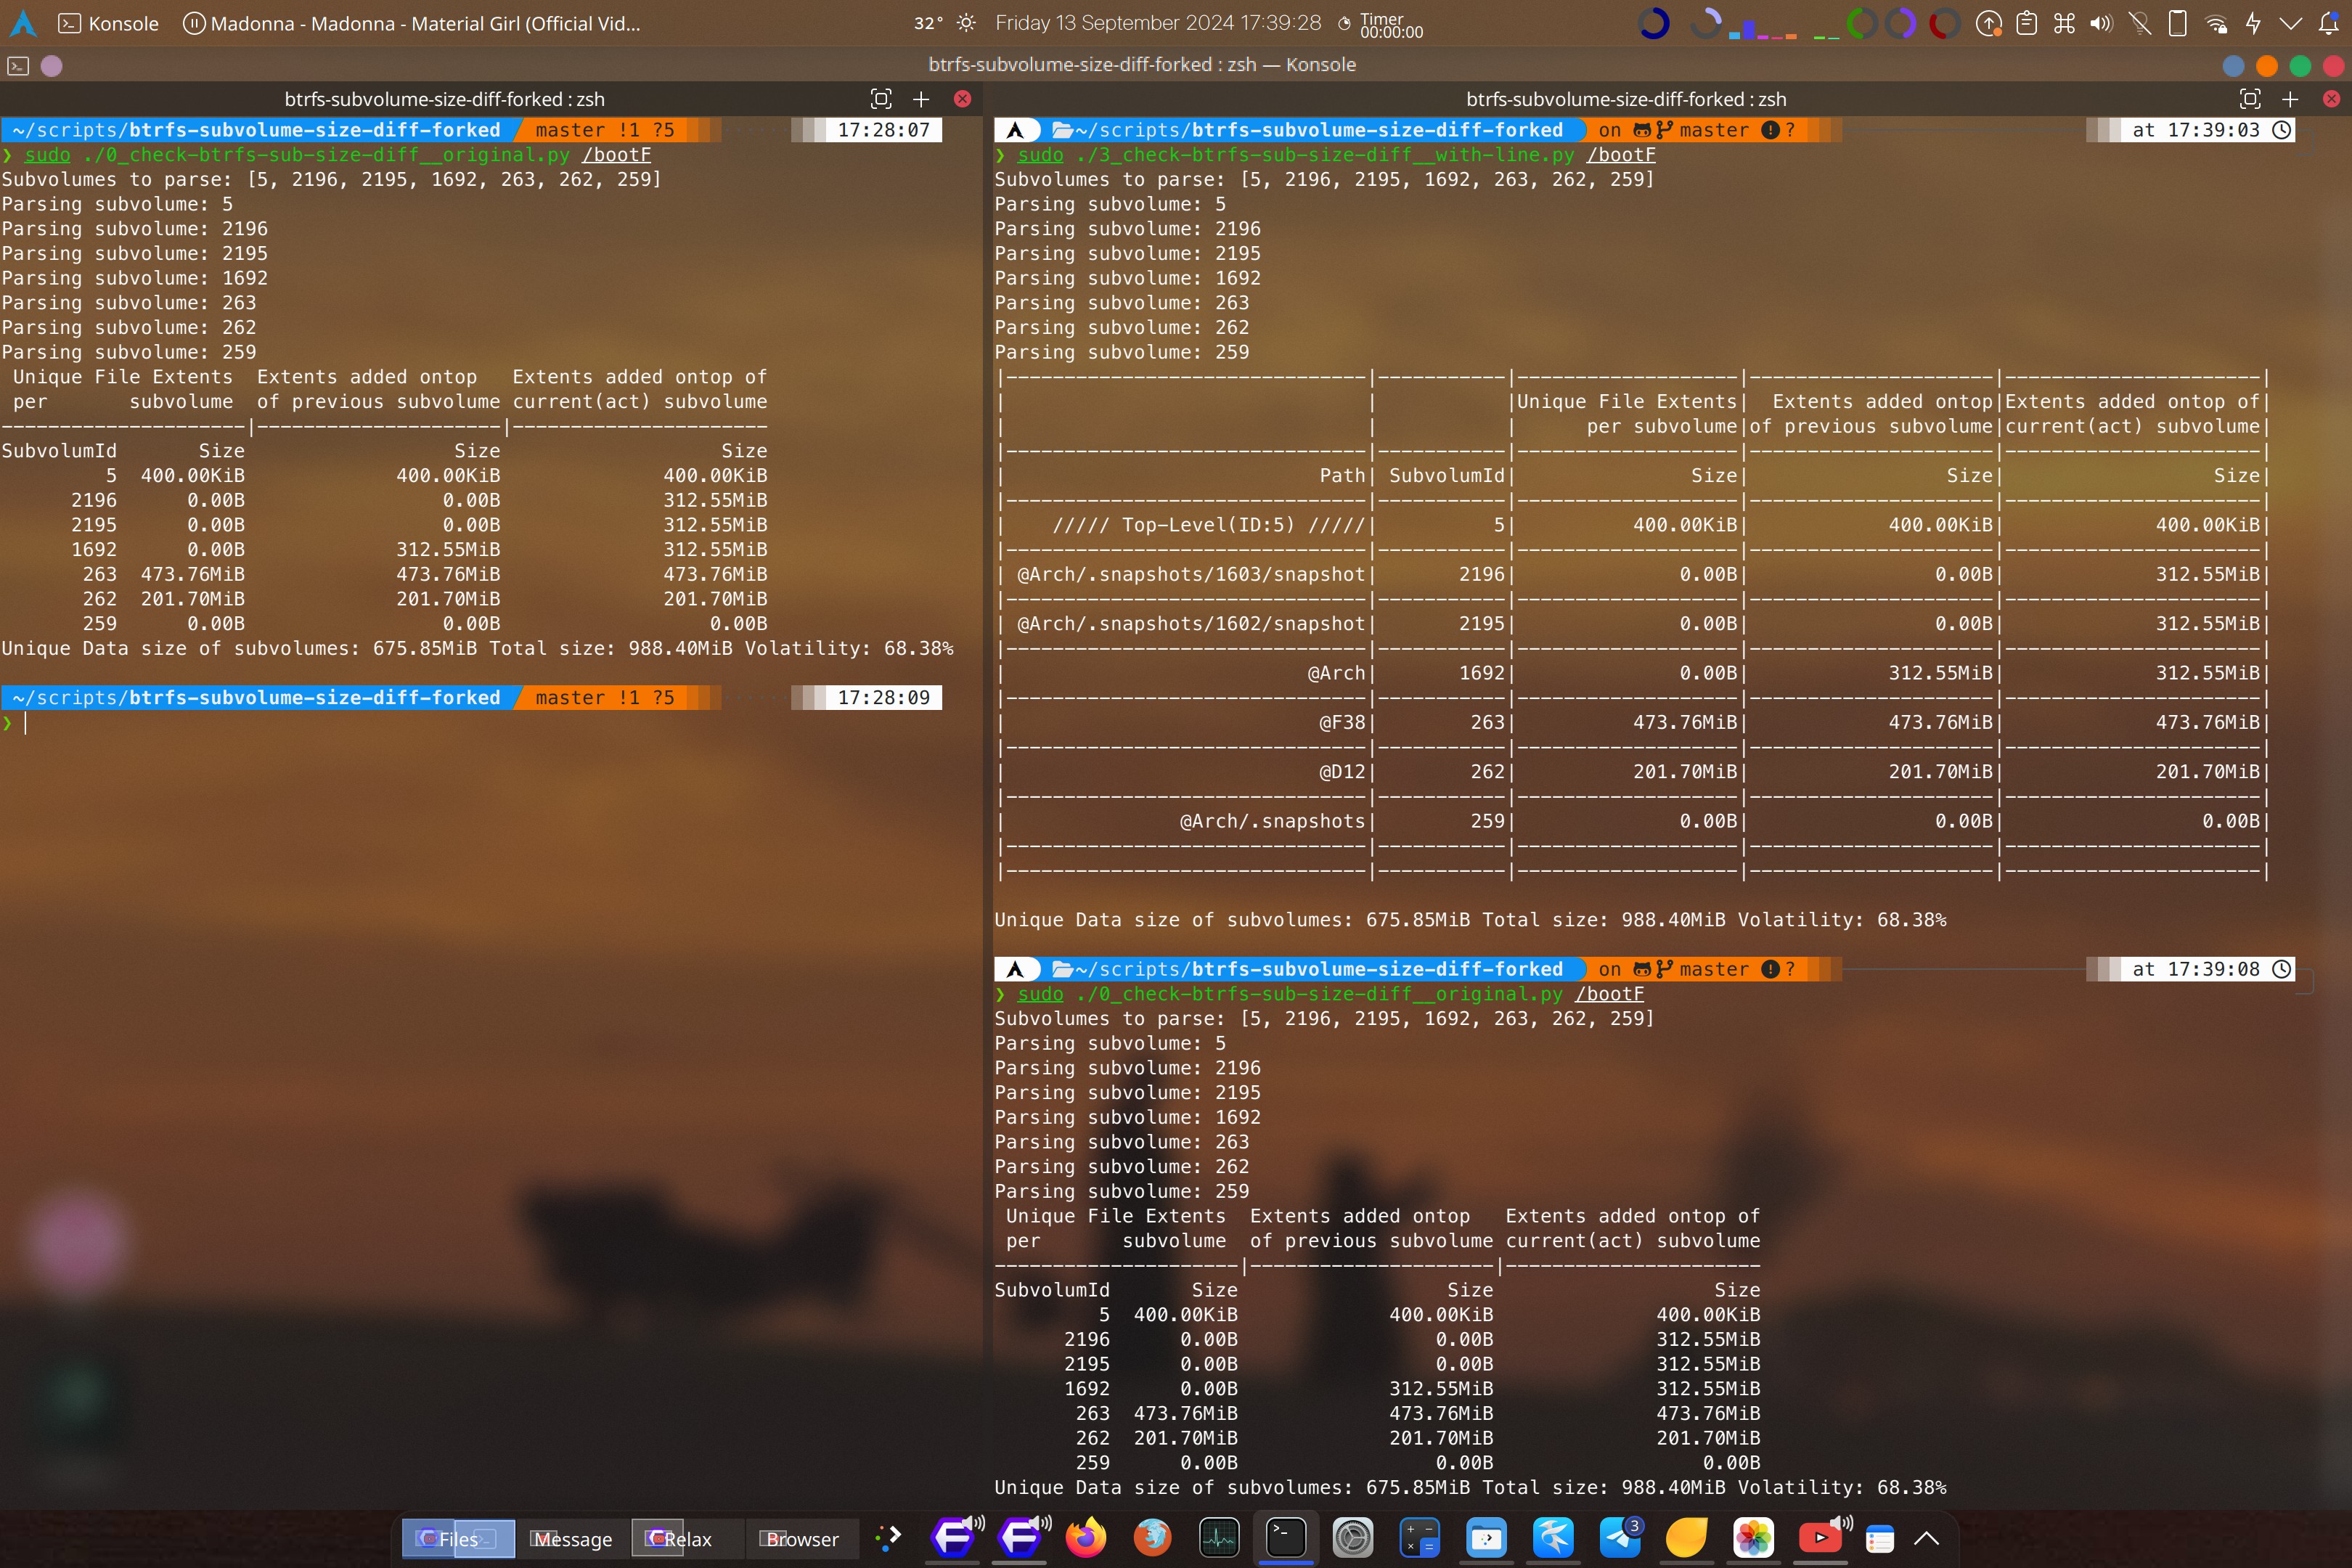 Konsole
Madonna - Madonna - Material Girl (Official Vid...
32°
Friday 13 September 2024 17:39:28
Timer
00:00:00
btrfs-subvolume-size-diff-forked : zsh — Konsole
btrfs-subvolume-size-diff-forked : zsh
~/scripts/btrfs-subvolume-size-diff-forked master !1 ?5 17:28:07
❯ sudo ./0_check-btrfs-sub-size-diff__original.py /bootF
Subvolumes to parse: [5, 2196, 2195, 1692, 263, 262, 259]
Parsing subvolume: 5
Parsing subvolume: 2196
Parsing subvolume: 2195
Parsing subvolume: 1692
Parsing subvolume: 263
Parsing subvolume: 262
Parsing subvolume: 259
Unique File Extents Extents added ontop Extents added ontop of
per subvolume of previous subvolume current(act) subvolume
---------------------|---------------------|----------------------
SubvolumId Size Size Size
5 400.00KiB 400.00KiB 400.00KiB
2196 0.00B 0.00B 312.55MiB
2195 0.00B 0.00B 312.55MiB
1692 0.00B 312.55MiB 312.55MiB
263 473.76MiB 473.76MiB 473.76MiB
262 201.70MiB 201.70MiB 201.70MiB
259 0.00B 0.00B 0.00B
Unique Data size of subvolumes: 675.85MiB Total size: 988.40MiB Volatility: 68.38%
~/scripts/btrfs-subvolume-size-diff-forked master !1 ?5 17:28:09
❯
btrfs-subvolume-size-diff-forked : zsh
~/scripts/btrfs-subvolume-size-diff-forked on master ! ? at 17:39:03
❯ sudo ./3_check-btrfs-sub-size-diff__with-line.py /bootF
Subvolumes to parse: [5, 2196, 2195, 1692, 263, 262, 259]
Parsing subvolume: 5
Parsing subvolume: 2196
Parsing subvolume: 2195
Parsing subvolume: 1692
Parsing subvolume: 263
Parsing subvolume: 262
Parsing subvolume: 259
|-------------------------------|-----------|-------------------|---------------------|----------------------|
| | |Unique File Extents| Extents added ontop|Extents added ontop of|
| | | per subvolume|of previous subvolume|current(act) subvolume|
|-------------------------------|-----------|-------------------|---------------------|----------------------|
| Path| SubvolumId| Size| Size| Size|
|-------------------------------|-----------|-------------------|---------------------|----------------------|
| ///// Top-Level(ID:5) /////| 5| 400.00KiB| 400.00KiB| 400.00KiB|
|-------------------------------|-----------|-------------------|---------------------|----------------------|
| @Arch/.snapshots/1603/snapshot| 2196| 0.00B| 0.00B| 312.55MiB|
|-------------------------------|-----------|-------------------|---------------------|----------------------|
| @Arch/.snapshots/1602/snapshot| 2195| 0.00B| 0.00B| 312.55MiB|
|-------------------------------|-----------|-------------------|---------------------|----------------------|
| @Arch| 1692| 0.00B| 312.55MiB| 312.55MiB|
|-------------------------------|-----------|-------------------|---------------------|----------------------|
| @F38| 263| 473.76MiB| 473.76MiB| 473.76MiB|
|-------------------------------|-----------|-------------------|---------------------|----------------------|
| @D12| 262| 201.70MiB| 201.70MiB| 201.70MiB|
|-------------------------------|-----------|-------------------|---------------------|----------------------|
| @Arch/.snapshots| 259| 0.00B| 0.00B| 0.00B|
|-------------------------------|-----------|-------------------|---------------------|----------------------|
|-------------------------------|-----------|-------------------|---------------------|----------------------|
Unique Data size of subvolumes: 675.85MiB Total size: 988.40MiB Volatility: 68.38%
~/scripts/btrfs-subvolume-size-diff-forked on master ! ? at 17:39:08
❯ sudo ./0_check-btrfs-sub-size-diff__original.py /bootF
Subvolumes to parse: [5, 2196, 2195, 1692, 263, 262, 259]
Parsing subvolume: 5
Parsing subvolume: 2196
Parsing subvolume: 2195
Parsing subvolume: 1692
Parsing subvolume: 263
Parsing subvolume: 262
Parsing subvolume: 259
Unique File Extents Extents added ontop Extents added ontop of
per subvolume of previous subvolume current(act) subvolume
---------------------|---------------------|----------------------
SubvolumId Size Size Size
5 400.00KiB 400.00KiB 400.00KiB
2196 0.00B 0.00B 312.55MiB
2195 0.00B 0.00B 312.55MiB
1692 0.00B 312.55MiB 312.55MiB
263 473.76MiB 473.76MiB 473.76MiB
262 201.70MiB 201.70MiB 201.70MiB
259 0.00B 0.00B 0.00B
Unique Data size of subvolumes: 675.85MiB Total size: 988.40MiB Volatility: 68.38%
Files
Message
Relax
Browser
3